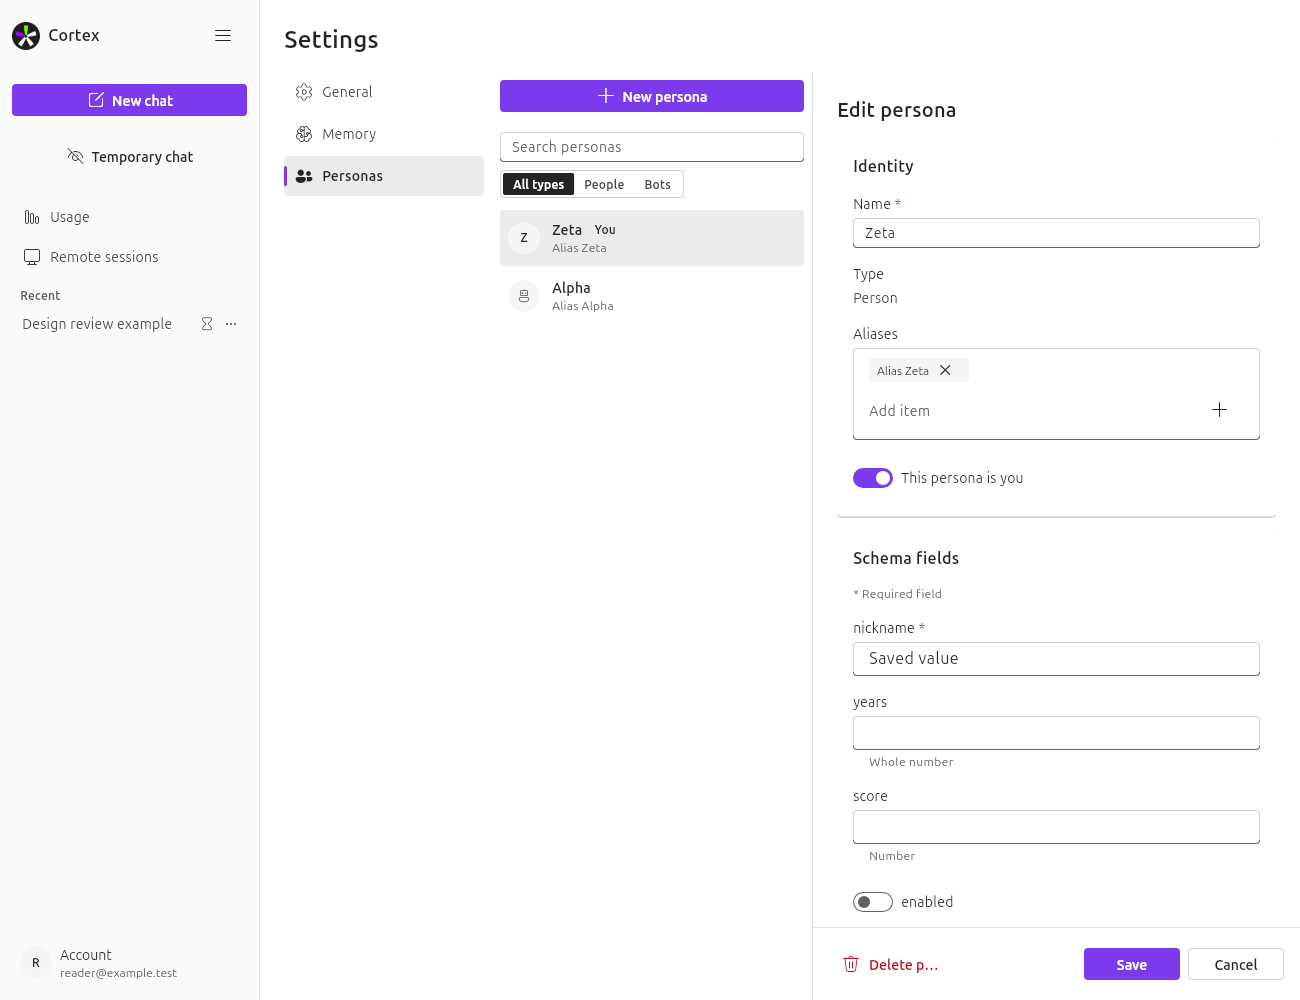 Cortex
New chat
Temporary chat
Usage
Remote sessions
Recent
Design review example
R
Account
reader@example.test
Settings
General
Memory
Personas
New persona
Search personas
All types People Bots
Z
Zeta You
Alias Zeta
Alpha
Alias Alpha
Edit persona
Identity
Name *
Zeta
Type
Person
Aliases
Alias Zeta
Add item
This persona is you
Schema fields
* Required field
nickname *
Saved value
years
Whole number
score
Number
enabled
Delete p…
Save
Cancel